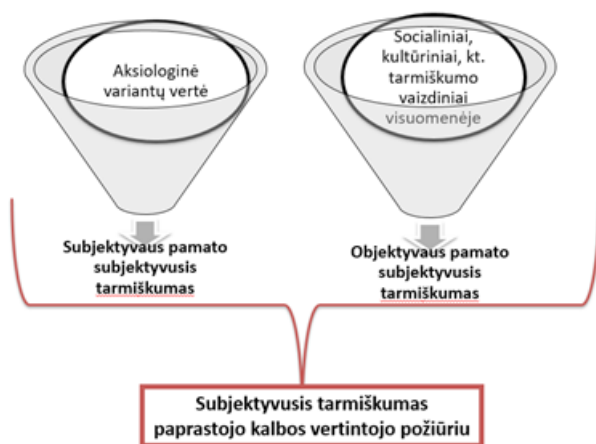 Aksiologinė
variantų vertė
Socialiniai,
kultūriniai, kt.
tarmiškumo
vaizdiniai
visuomenėje
Subjektyvaus pamato
subjektyvusis
tarmiškumas
Objektyvaus pamato
subjektyvusis
tarmiškumas
Subjektyvusis tarmiškumas
paprastojo kalbos vertintojo požiūriu